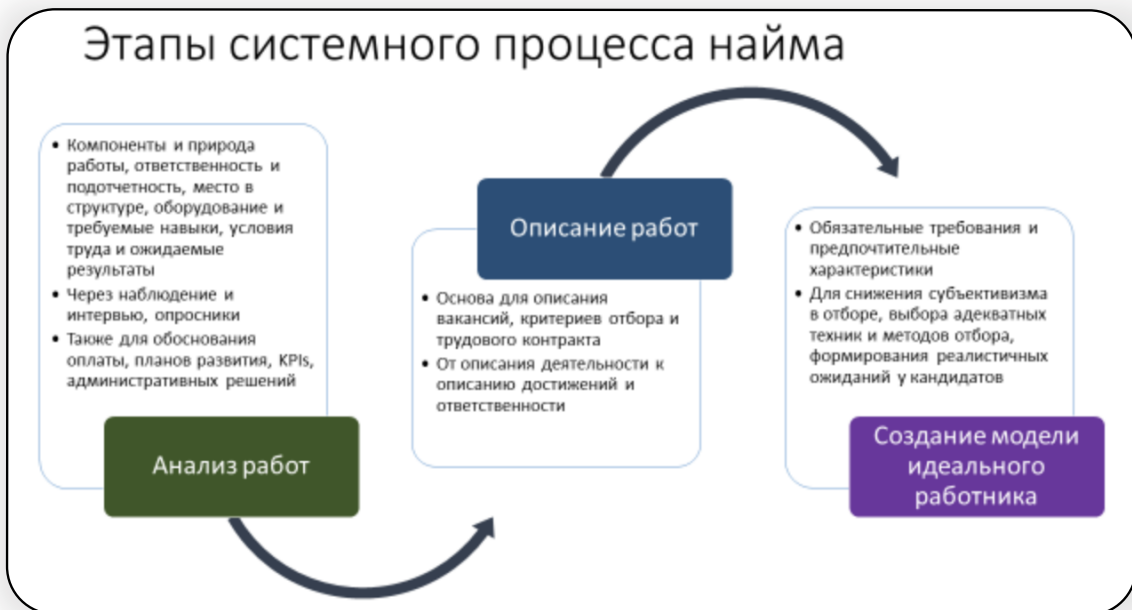 Этапы системного процесса найма
• Компоненты и природа
работы, ответственность и
подотчетность, место в
структуре, оборудование и
требуемые навыки, условия
труда и ожидаемые
результаты
• Через наблюдение и
интервью, опросники
• Также для обоснования
оплаты, планов развития, KPIs,
административных решений
Анализ работ
Описание работ
• Основа для описания
вакансий, критериев отбора и
трудового контракта
• От описания деятельности к
описанию достижений и
ответственности
• Обязательные требования и
предпочтительные
характеристики
• Для снижения субъективизма
в отборе, выбора адекватных
техник и методов отбора,
формирования реалистичных
ожиданий у кандидатов
Создание модели
идеального
работника